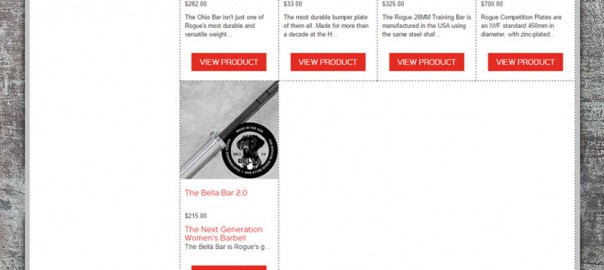 $282.00
The Ohio Bar isn't just one of
Rogue's most durable and
versatile weight...
VIEW PRODUCT
$33.00
The most durable bumper plate
of them all. Made for more than
a decade at the H...
VIEW PRODUCT
$325.00
The Rogue 28MM Training Bar is
manufactured in the USA using
the same steel shaf...
VIEW PRODUCT
$700.00
Rogue Competition Plates are
an IWF standard 450mm in
diameter, with zinc-plated...
VIEW PRODUCT
The Bella Bar 2.0
$215.00
The Next Generation
Women's Barbell
The Bella Bar is Rogue's g...